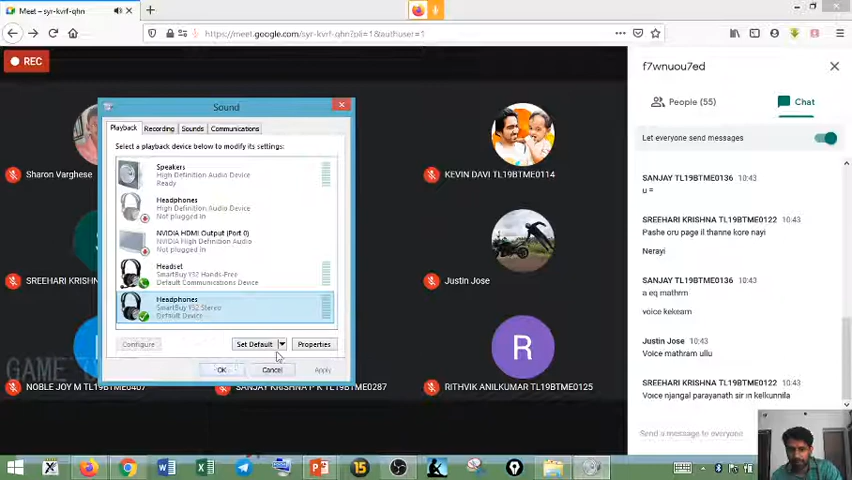 Meet – syr-kvrf-qhn
https://meet.google.com/syr-kvrf-qhn?pli=1&authuser=1
REC
Sound
Playback
Recording
Sounds
Communications
Select a playback device below to modify its settings:
Speakers
High Definition Audio Device
Ready
Headphones
High Definition Audio Device
Not plugged in
NVIDIA HDMI Output (Port 0)
NVIDIA High Definition Audio
Not plugged in
Headset
SmartBuy Y32 Hands-Free
Default Communications Device
Headphones
SmartBuy Y32 Stereo
Default Device
Configure
Set Default
Properties
OK
Cancel
Apply
Sharon Varghese
KEVIN DAVI TL19BTME0114
SREEHARI KRISHN
Justin Jose
R
GAME
NOBLE JOY M TL19BTME0407
SANJAY KRISHNA P K TL19BTME0287
RITHVIK ANILKUMAR TL19BTME0125
f7wnuou7ed
People (55)
Chat
Let everyone send messages
SANJAY TL19BTME0136 10:43
u =
SREEHARI KRISHNA TL19BTME0122 10:43
Pashe oru page il thanne kore nayi
Nerayi
SANJAY TL19BTME0136 10:43
a eq mathrm
voice kekeam
Justin Jose 10:43
Voice mathram ullu
SREEHARI KRISHNA TL19BTME0122 10:43
Voice njangal parayanath sir in kelkunnila
Send a message to everyone